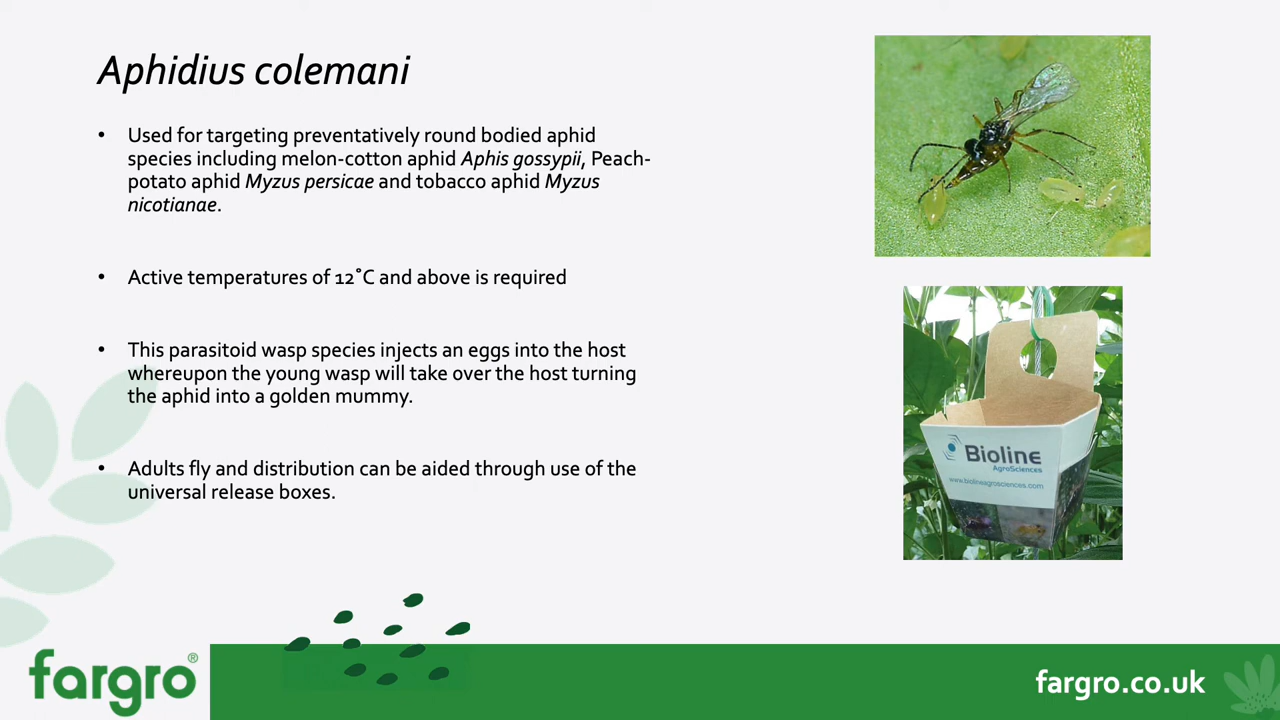 Aphidius colemani
• Used for targeting preventatively round bodied aphid
species including melon-cotton aphid Aphis gossypii, Peach-
potato aphid Myzus persicae and tobacco aphid Myzus
nicotianae.
• Active temperatures of 12˚C and above is required
• This parasitoid wasp species injects an eggs into the host
whereupon the young wasp will take over the host turning
the aphid into a golden mummy.
• Adults fly and distribution can be aided through use of the
universal release boxes.
Bioline
AgroSciences
www.biolineagrosciences.com
fargro®
fargro.co.uk